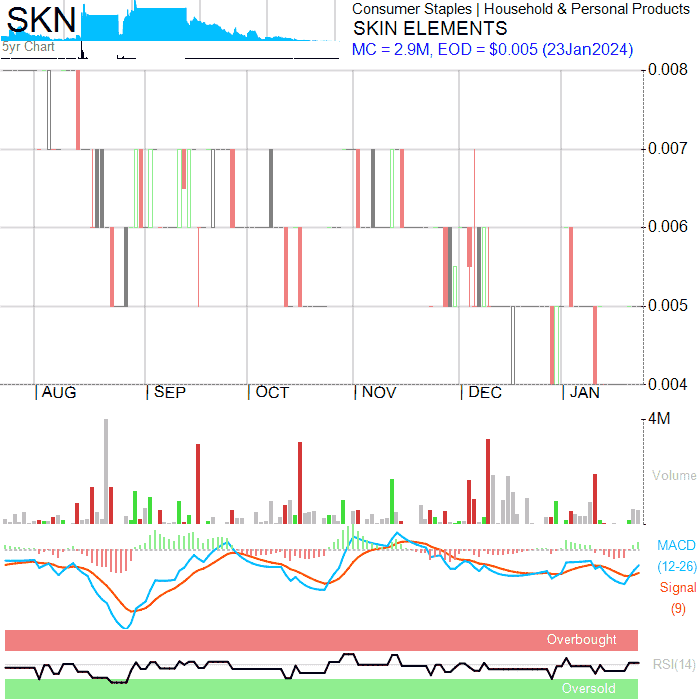 SKN
Consumer Staples | Household & Personal Products
SKIN ELEMENTS
5yr Chart
MC = 2.9M, EOD = $0.005 (23Jan2024)
0.008
0.007
0.006
0.005
0.004
|AUG |SEP |OCT |NOV |DEC |JAN
4M
Volume
MACD
(12-26)
Signal
(9)
Overbought
RSI(14)
Oversold